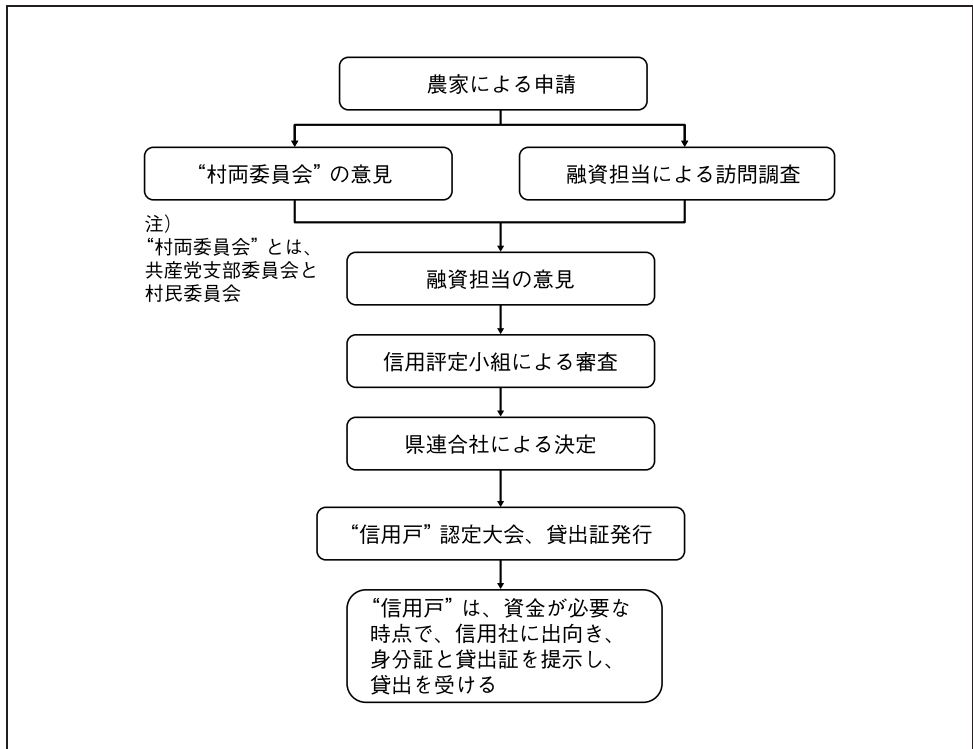 農家による申請
“村両委員会”の意見
融資担当による訪問調査
注）
“村両委員会”とは、
共産党支部委員会と
村民委員会
融資担当の意見
信用評定小組による審査
県連合社による決定
“信用戸”認定大会、貸出証発行
“信用戸”は、資金が必要な
時点で、信用社に出向き、
身分証と貸出証を提示し、
貸出を受ける